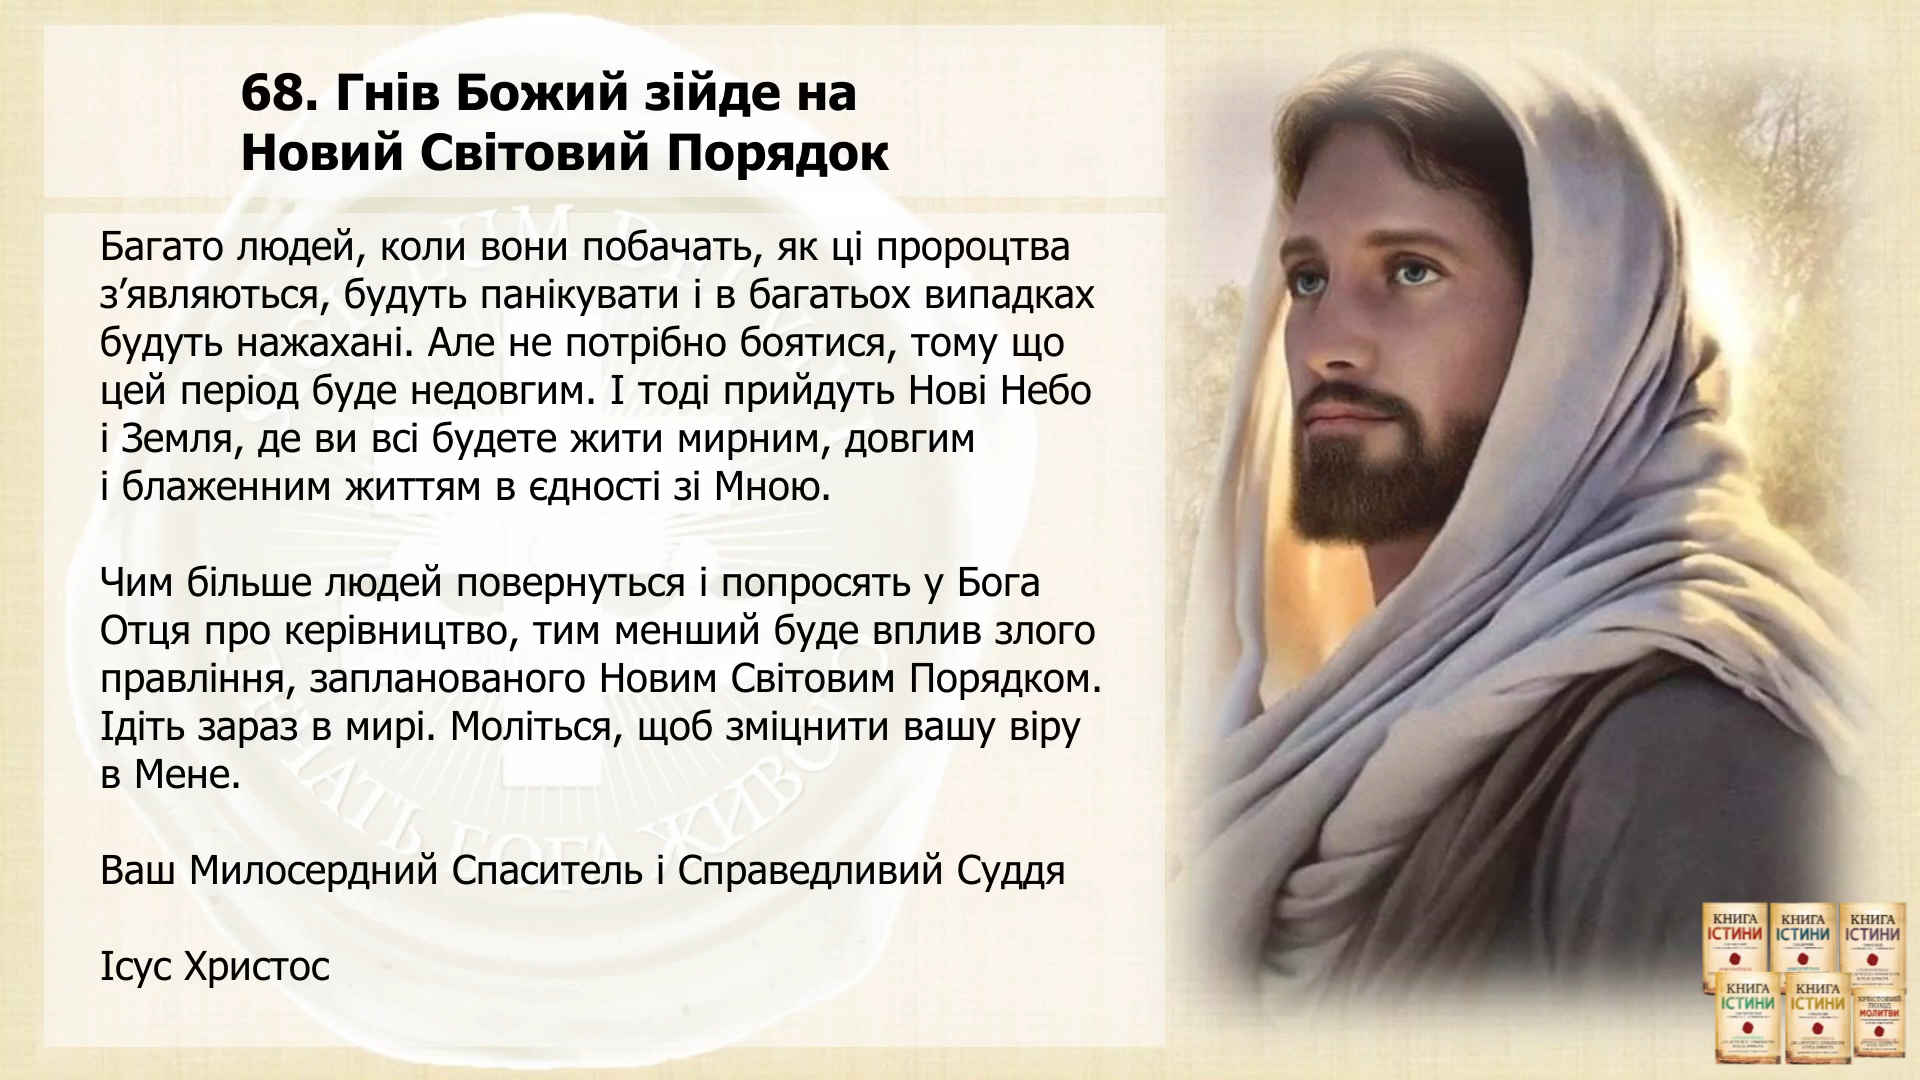 68. Гнів Божий зійде на
Новий Світовий Порядок
Багато людей, коли вони побачать, як ці пророцтва
з’являються, будуть панікувати і в багатьох випадках
будуть нажахані. Але не потрібно боятися, тому що
цей період буде недовгим. І тоді прийдуть Нові Небо
і Земля, де ви всі будете жити мирним, довгим
і блаженним життям в єдності зі Мною.
Чим більше людей повернуться і попросять у Бога
Отця про керівництво, тим менший буде вплив злого
правління, запланованого Новим Світовим Порядком.
Ідіть зараз в мирі. Моліться, щоб зміцнити вашу віру
в Мене.
Ваш Милосердний Спаситель і Справедливий Суддя
Ісус Христос
КНИГА
ІСТИНИ
КНИГА
ІСТИНИ
КНИГА
ІСТИНИ
КНИГА
ІСТИНИ
КНИГА
ІСТИНИ
ХРЕСТОВИЙ
ПОХІД
МОЛИТВИ